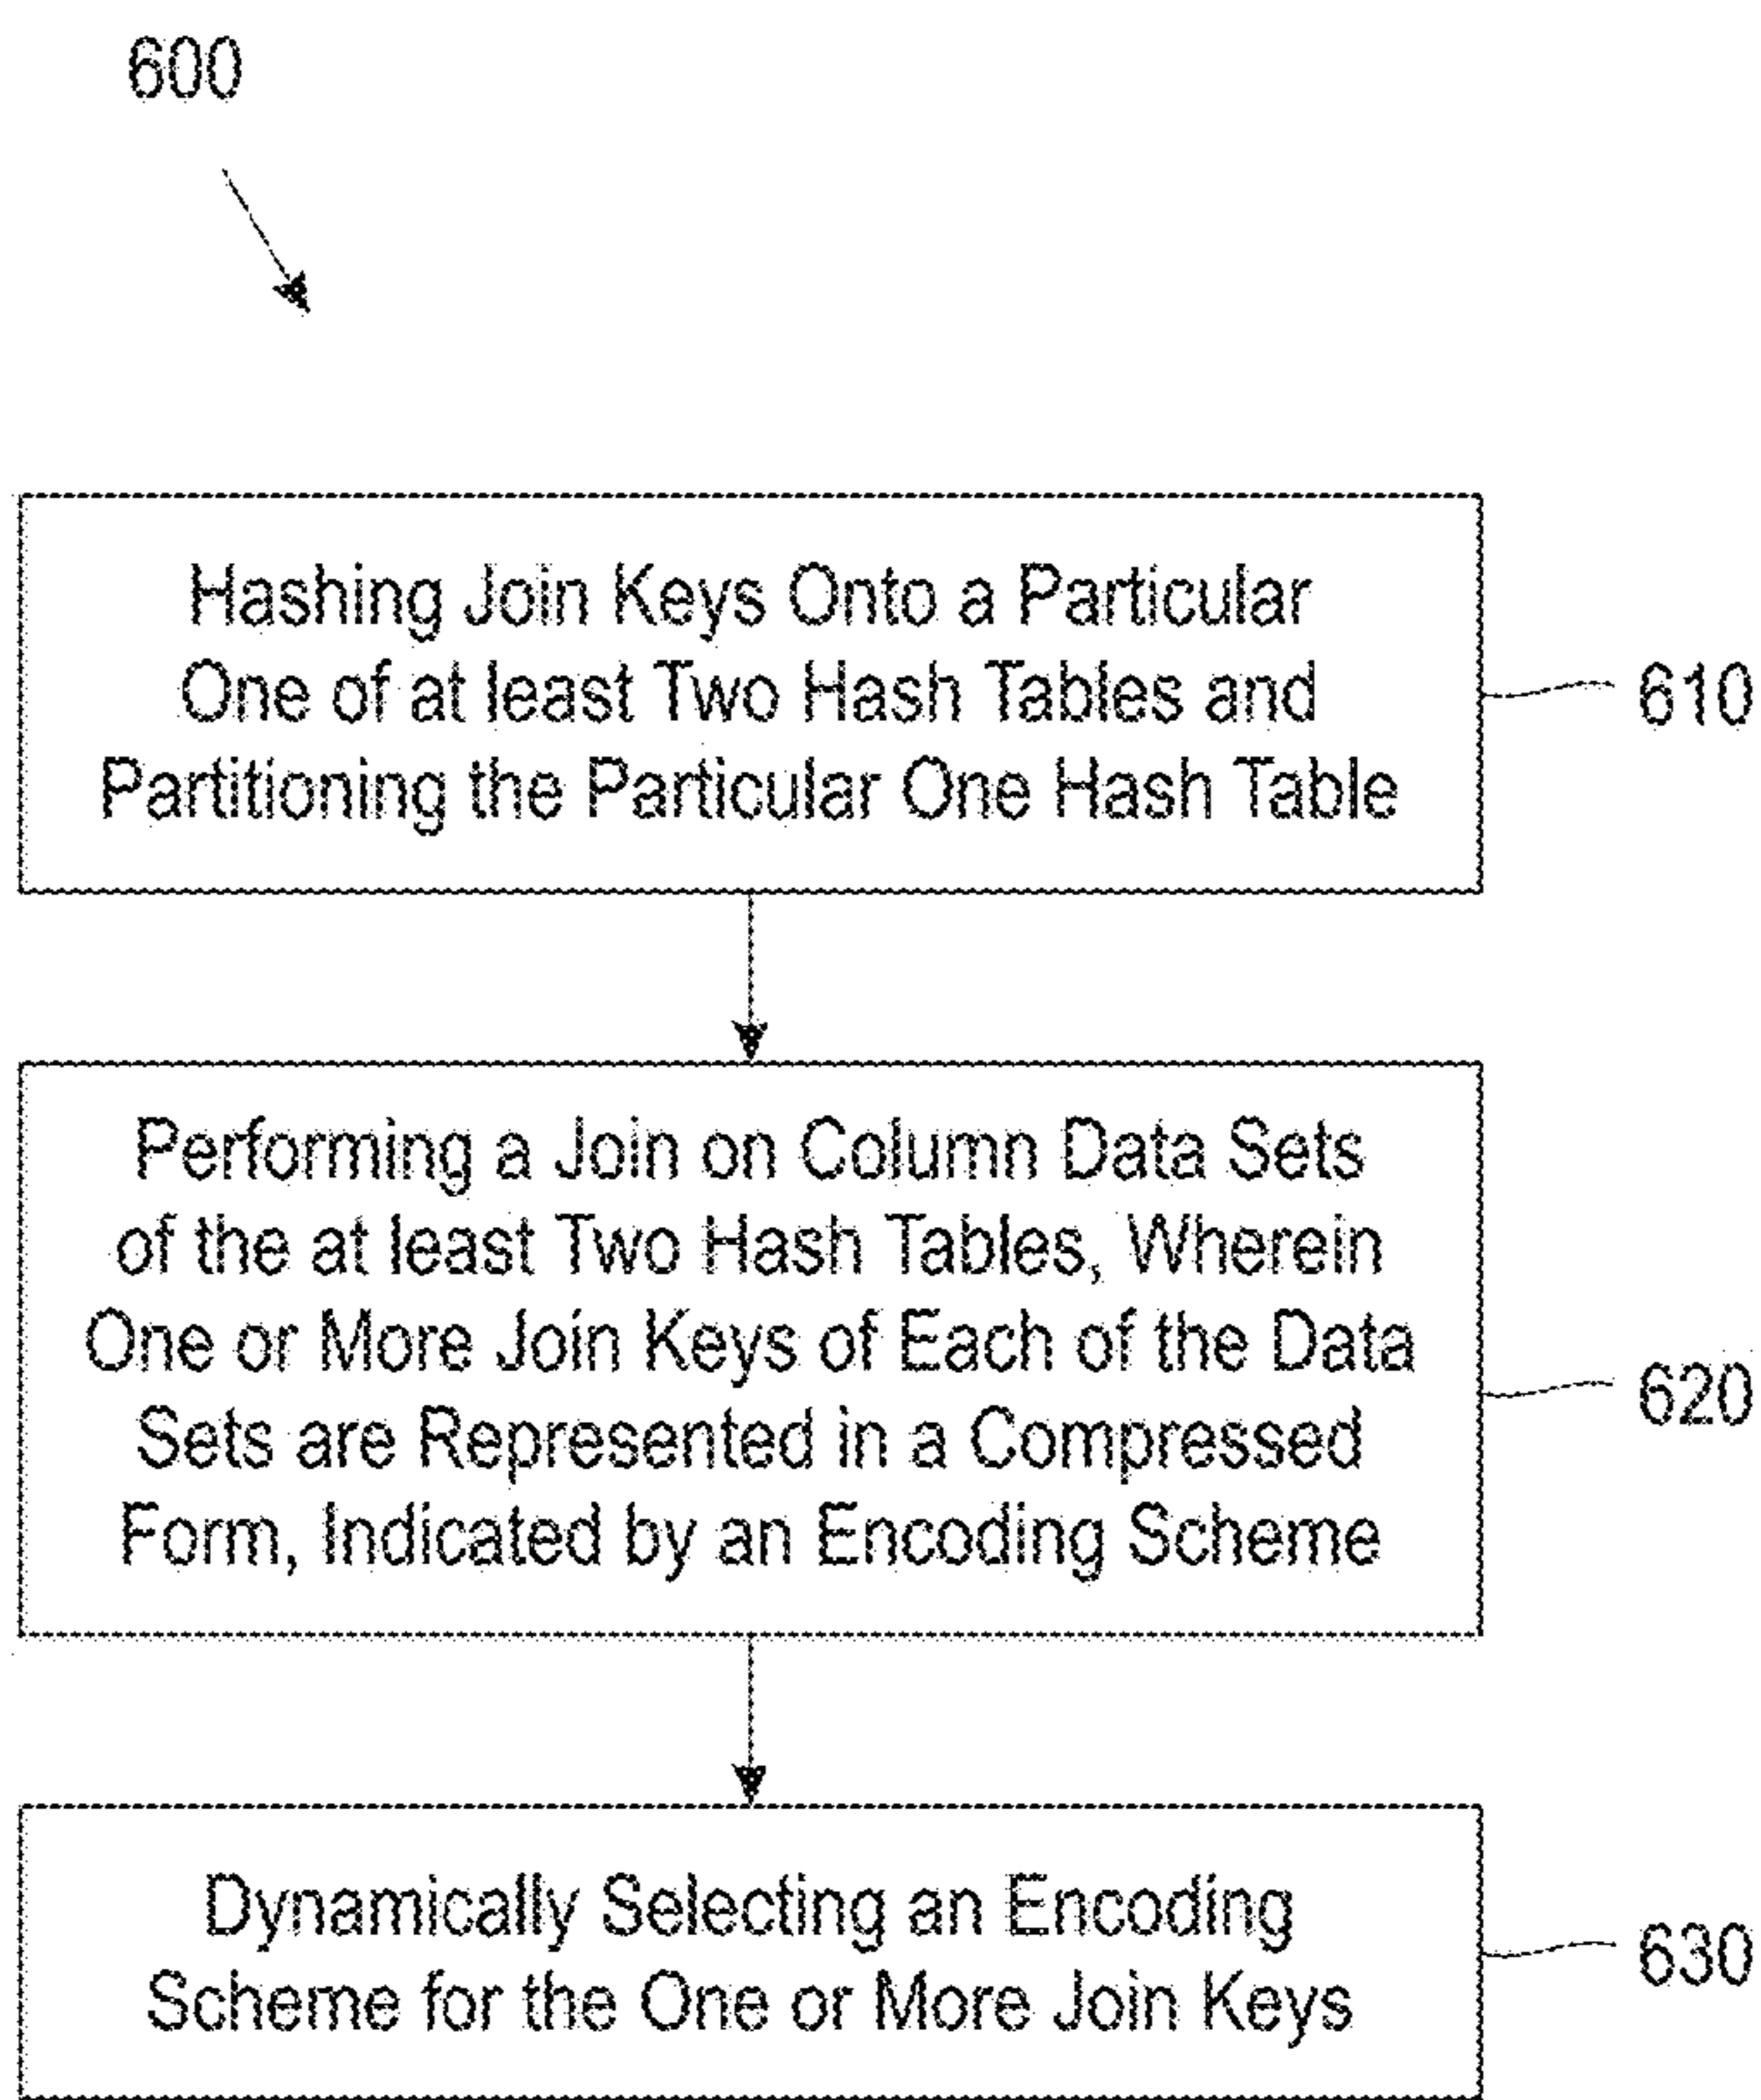 600
Hashing Join Keys Onto a Particular
One of at least Two Hash Tables and
Partitioning the Particular One Hash Table
610
Performing a Join on Column Data Sets
of the at least Two Hash Tables, Wherein
One or More Join Keys of Each of the Data
Sets are Represented in a Compressed
Form, Indicated by an Encoding Scheme
620
Dynamically Selecting an Encoding
Scheme for the One or More Join Keys
630